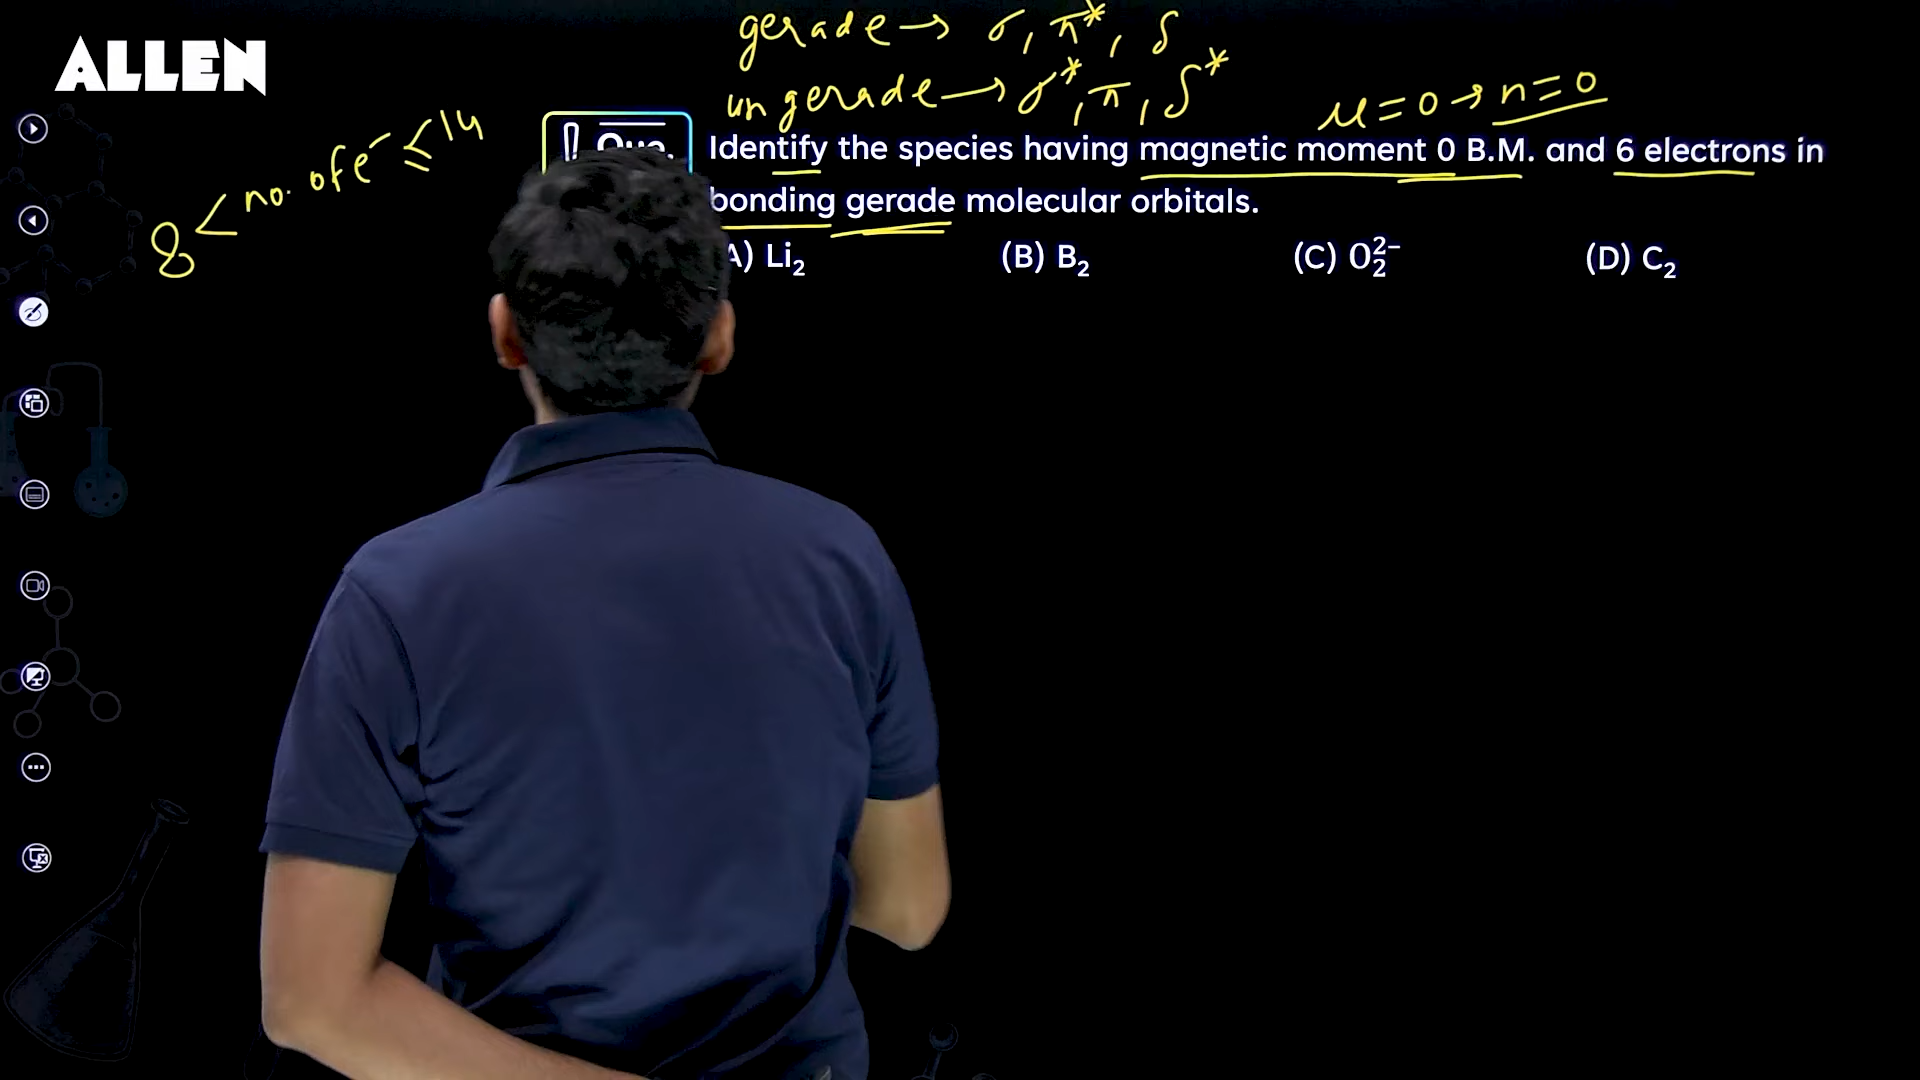 gerade → σ, π*, δ
ungerade → σ*, π, δ*
μ = 0 → n = 0
ALLEN
8 < no. of e⁻ ≤ 14
Que.
Identify the species having magnetic moment 0 B.M. and 6 electrons in
bonding gerade molecular orbitals.
A) Li₂ (B) B₂ (C) O₂²⁻ (D) C₂